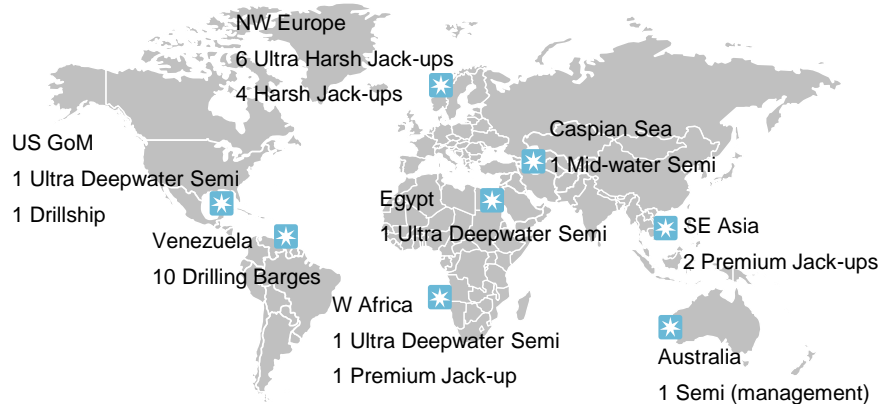 NW Europe
6 Ultra Harsh Jack-ups
4 Harsh Jack-ups
Caspian Sea
1 Mid-water Semi
US GoM
1 Ultra Deepwater Semi
1 Drillship
Egypt
1 Ultra Deepwater Semi
Venezuela
10 Drilling Barges
SE Asia
2 Premium Jack-ups
W Africa
1 Ultra Deepwater Semi
1 Premium Jack-up
Australia
1 Semi (management)